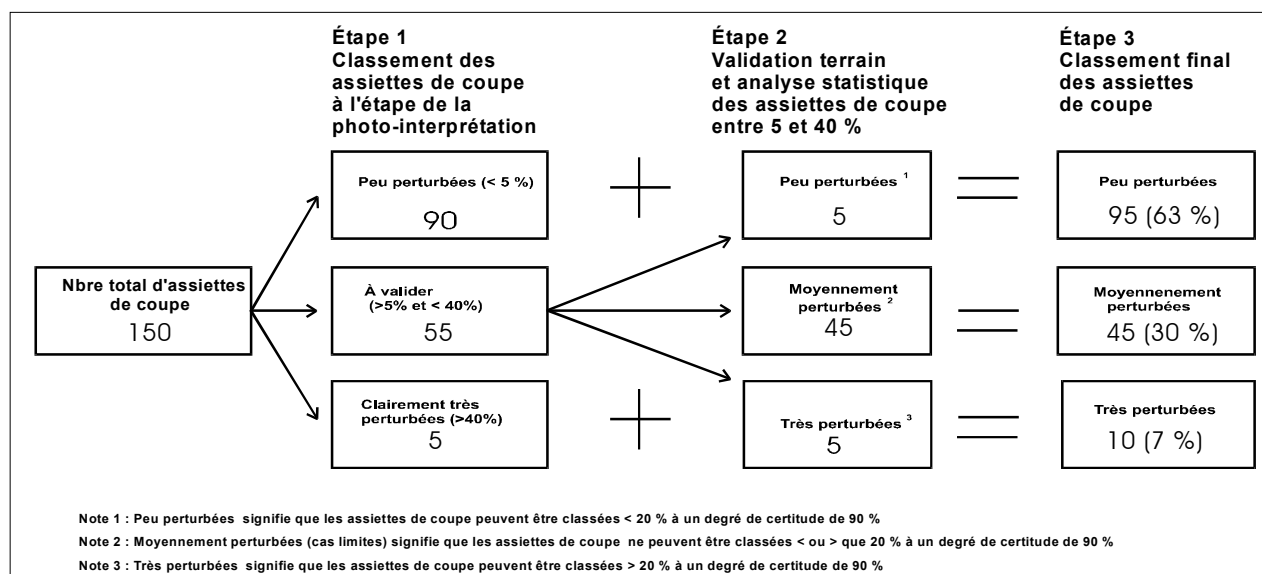 Étape 1
Classement des
assiettes de coupe
à l'étape de la
photo-interprétation
Étape 2
Validation terrain
et analyse statistique
des assiettes de coupe
entre 5 et 40 %
Étape 3
Classement final
des assiettes
de coupe
Nbre total d'assiettes
de coupe
150
Peu perturbées (< 5 %)
90
À valider
(>5% et < 40%)
55
Clairement très
perturbées (>40%)
5
Peu perturbées 1
5
Moyennement
perturbées 2
45
Très perturbées 3
5
Peu perturbées
95 (63 %)
Moyennenement
perturbées
45 (30 %)
Très perturbées
10 (7 %)
Note 1 : Peu perturbées signifie que les assiettes de coupe peuvent être classées < 20 % à un degré de certitude de 90 %
Note 2 : Moyennement perturbées (cas limites) signifie que les assiettes de coupe ne peuvent être classées < ou > que 20 % à un degré de certitude de 90 %
Note 3 : Très perturbées signifie que les assiettes de coupe peuvent être classées > 20 % à un degré de certitude de 90 %